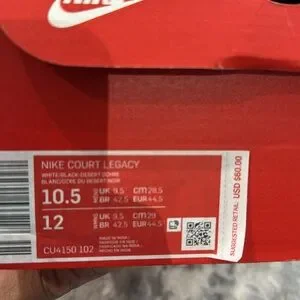 NIKE COURT LEGACY
WHITE/BLACK-DESERT OCHRE
BLANC/OCRE DU DESERT/NOIR
10.5 UK 9.5 CM 28.5
BR 42.5 EUR 44.5
12 UK 9.5 CM 29
BR 42.5 EUR 44.5
CU4150 102
SUGGESTED RETAIL USD $80.00